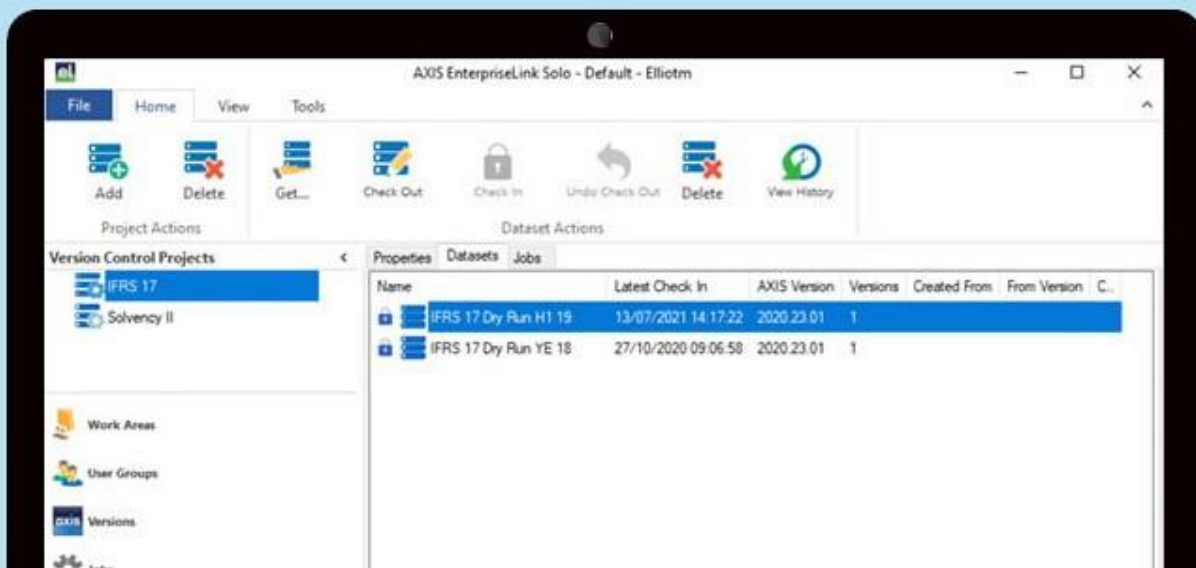 el
AXIS EnterpriseLink Solo - Default - Elliotm
File Home View Tools
Add Delete Get... Check Out Check In Undo Check Out Delete View History
Project Actions Dataset Actions
Version Control Projects
Properties Datasets Jobs
IFRS 17
Solvency II
Name Latest Check In AXIS Version Versions Created From From Version C..
IFRS 17 Dry Run H1 19 13/07/2021 14:17:22 2020.23.01 1
IFRS 17 Dry Run YE 18 27/10/2020 09:06:58 2020.23.01 1
Work Areas
User Groups
axis Versions
Jobs